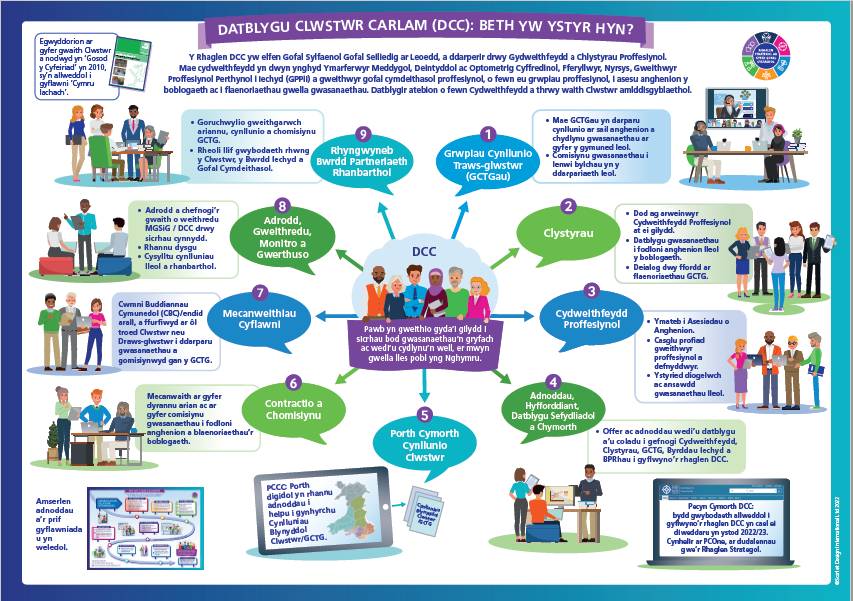 DATBLYGU CLWSTWR CARLAM (DCC): BETH YW YSTYR HYN?
Egwyddorion ar
gyfer gwaith Clwstwr
a nodwyd yn 'Gosod
y Cyfeiriad' yn 2010,
sy'n allweddol i
gyflawni 'Cymru
Iachach'.
Y Rhaglen DCC yw elfen Gofal Sylfaenol Gofal Seiliedig ar Leoedd, a ddarperir drwy Gydweithfeydd a Chlystyrau Proffesiynol.
Mae cydweithfeydd yn dwyn ynghyd Ymarferwyr Meddygol, Deintyddol ac Optometrig Cyffredinol, Fferyllwyr, Nyrsys, Gweithwyr
Proffesiynol Perthynol i Iechyd (GPPII) a gweithwyr gofal cymdeithasol proffesiynol, o fewn eu grwpiau proffesiynol, i asesu anghenion y
boblogaeth ac i flaenoriaethu gwella gwasanaethau. Datblygir atebion o fewn Cydweithfeydd a thrwy waith Clwstwr amlddisgyblaethol.
• Goruchwylio gweithgarwch
ariannu, cynllunio a chomisiynu
GCTG.
• Rheoli llif gwybodaeth rhwng
y Clwstwr, y Bwrdd Iechyd a
Gofal Cymdeithasol.
9
Rhyngwyneb
Bwrdd Partneriaeth
Rhanbarthol
1
Grwpiau Cynllunio
Traws-glwstwr
(GCTGau)
• Mae GCTGau yn darparu
cynllunio ar sail anghenion a
chydlynu gwasanaethau ar
gyfer y gymuned leol.
• Comisiynu gwasanaethau i
lenwi bylchau yn y
ddarpariaeth leol.
• Adrodd a chefnogi'r
gwaith o weithredu
MGSiG / DCC drwy
sicrhau cynnydd.
• Rhannu dysgu
• Cysylltu cynlluniau
lleol a rhanbarthol.
8
Adrodd,
Gweithredu,
Monitro a
Gwerthuso
DCC
2
Clystyrau
• Dod ag arweinwyr
Cydweithfeydd Proffesiynol
at ei gilydd.
• Datblygu gwasanaethau
i fodloni anghenion lleol
y boblogaeth.
• Deialog dwy ffordd ar
flaenoriaethau GCTG.
Cwmni Buddiannau
Cymunedol (CBC)/endid
arall, a ffurfiwyd ar ôl
troed Clwstwr neu
Draws-glwstwr i ddarparu
gwasanaethau a
gomisiynwyd gan y GCTG.
7
Mecanweithiau
Cyflawni
Pawb yn gweithio gyda'i gilydd i
sicrhau bod gwasanaethau'n gryfach
ac wedi'u cydlynu'n well, er mwyn
gwella lles pobl yng Nghymru.
3
Cydweithfeydd
Proffesiynol
• Ymateb i Asesiadau o
Anghenion.
• Casglu profiad
gweithwyr
proffesiynol a
defnyddwyr.
• Ystyried diogelwch
ac ansawdd
gwasanaethau lleol.
Mecanwaith ar gyfer
dyrannu arian ac ar
gyfer comisiynu
gwasanaethau i fodloni
anghenion a blaenoriaethau'r
boblogaeth.
6
Contractio a
Chomisiynu
5
Porth Cymorth
Cynllunio
Clwstwr
4
Adnoddau,
Hyfforddiant,
Datblygu Sefydliadol
a Chymorth
• Offer ac adnoddau wedi'u datblygu
a'u coladu i gefnogi Cydweithfeydd,
Clystyrau, GCTG, Byrddau Iechyd a
BPRhau i gyflwyno'r rhaglen DCC.
Amserlen
adnoddau
a'r prif
gyflawniada
u yn
weledol.
PCCC: Porth
digidol yn rhannu
adnoddau i
helpu i gynhyrchu
Cynlluniau
Blynyddol
Clwstwr/GCTG.
Pecyn Cymorth DCC:
bydd gwybodaeth allweddol i
gyflwyno'r rhaglen DCC yn cael ei
diweddaru yn ystod 2022/23.
Cynhelir ar PCOne, ar dudalennau
gwe'r Rhaglen Strategol.
©Scarlet Design International Ltd 2022